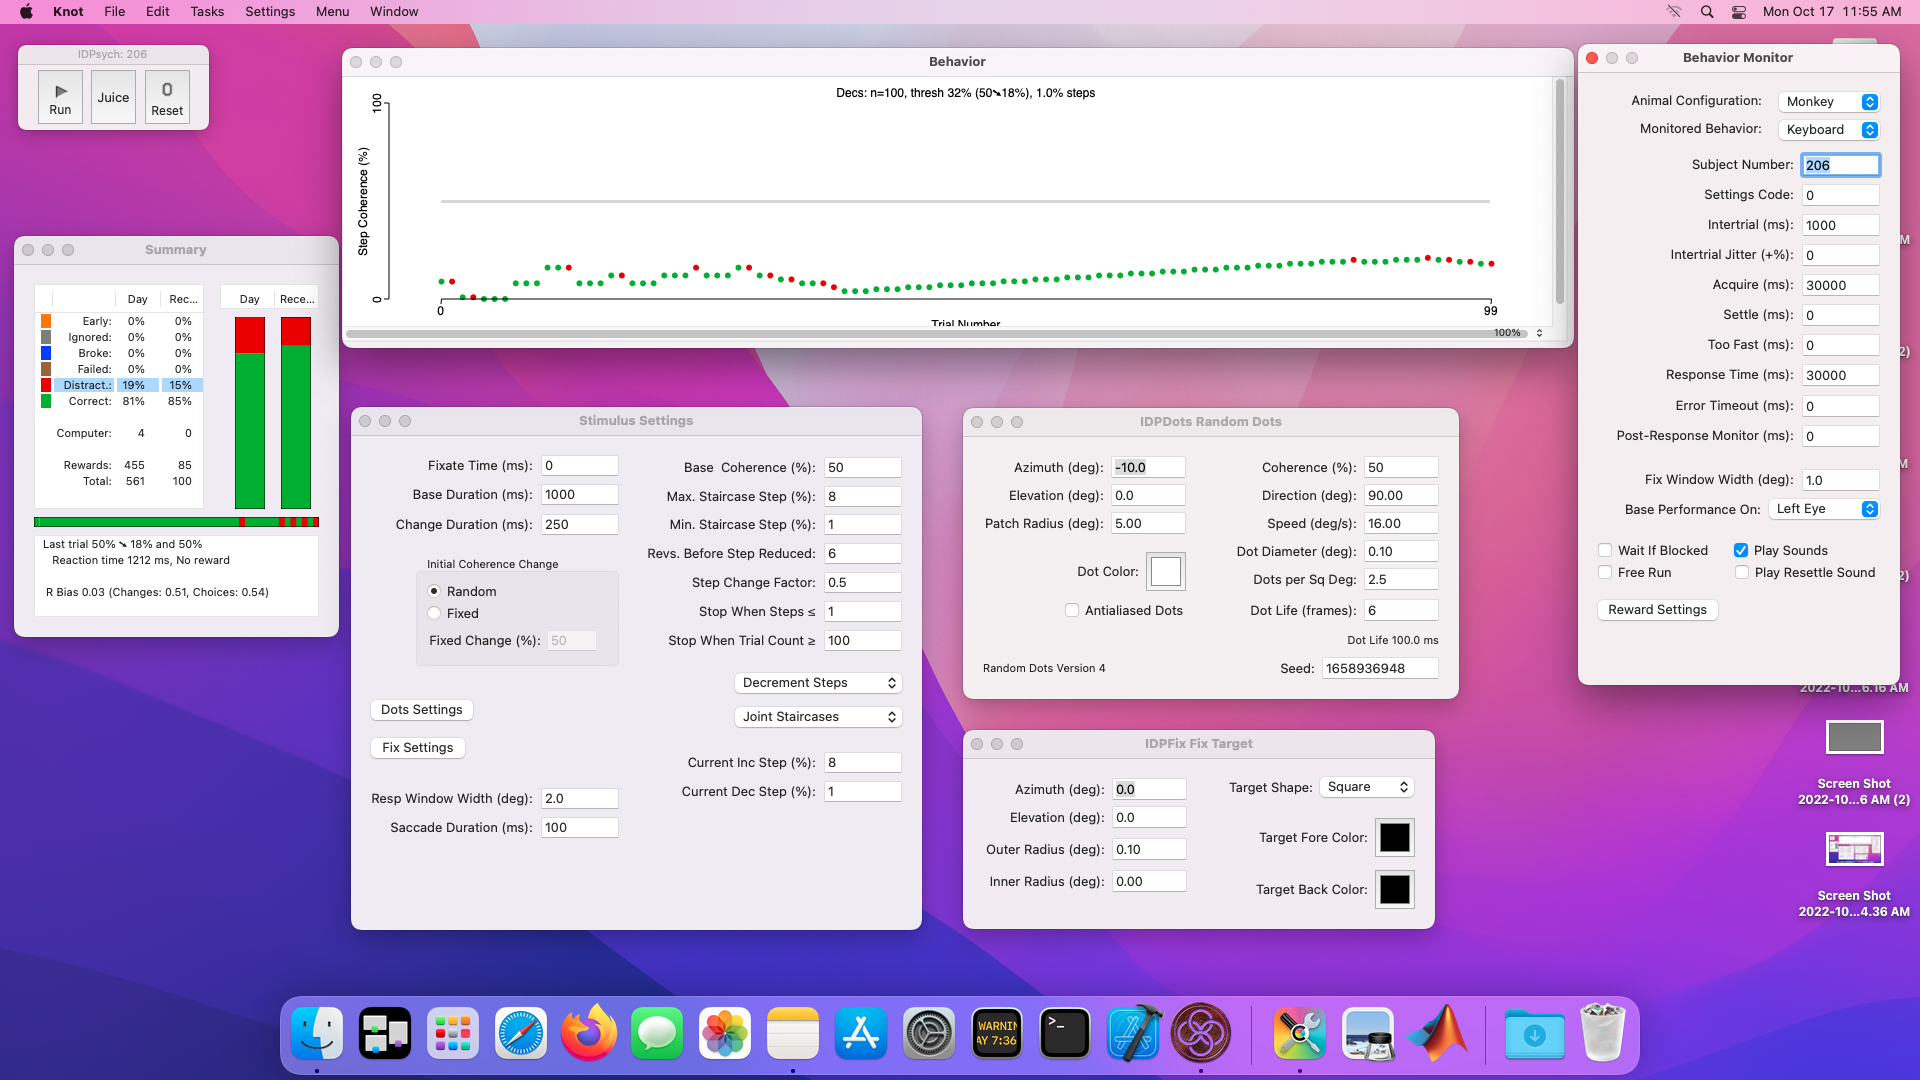 Knot File Edit Tasks Settings Menu Window
Mon Oct 17 11:55 AM
IDPsych: 206
Run
Juice
0
Reset
Summary
Day Rec...
Early: 0% 0%
Ignored: 0% 0%
Broke: 0% 0%
Failed: 0% 0%
Distract.: 19% 15%
Correct: 81% 85%
Computer: 4 0
Rewards: 455 85
Total: 561 100
Day Rece...
Last trial 50% ➘ 18% and 50%
Reaction time 1212 ms, No reward
R Bias 0.03 (Changes: 0.51, Choices: 0.54)
Behavior
Decs: n=100, thresh 32% (50➘18%), 1.0% steps
Step Coherence (%)
100
0
0
99
Trial Number
100%
Stimulus Settings
Fixate Time (ms): 0
Base Duration (ms): 1000
Change Duration (ms): 250
Initial Coherence Change
Random
Fixed
Fixed Change (%): 50
Dots Settings
Fix Settings
Resp Window Width (deg): 2.0
Saccade Duration (ms): 100
Base Coherence (%): 50
Max. Staircase Step (%): 8
Min. Staircase Step (%): 1
Revs. Before Step Reduced: 6
Step Change Factor: 0.5
Stop When Steps ≤ 1
Stop When Trial Count ≥ 100
Decrement Steps
Joint Staircases
Current Inc Step (%): 8
Current Dec Step (%): 1
IDPDots Random Dots
Azimuth (deg): -10.0
Elevation (deg): 0.0
Patch Radius (deg): 5.00
Dot Color:
Antialiased Dots
Random Dots Version 4
Coherence (%): 50
Direction (deg): 90.00
Speed (deg/s): 16.00
Dot Diameter (deg): 0.10
Dots per Sq Deg: 2.5
Dot Life (frames): 6
Dot Life 100.0 ms
Seed: 1658936948
IDPFix Fix Target
Azimuth (deg): 0.0
Elevation (deg): 0.0
Outer Radius (deg): 0.10
Inner Radius (deg): 0.00
Target Shape: Square
Target Fore Color:
Target Back Color:
Behavior Monitor
Animal Configuration: Monkey
Monitored Behavior: Keyboard
Subject Number: 206
Settings Code: 0
Intertrial (ms): 1000
Intertrial Jitter (+%): 0
Acquire (ms): 30000
Settle (ms): 0
Too Fast (ms): 0
Response Time (ms): 30000
Error Timeout (ms): 0
Post-Response Monitor (ms): 0
Fix Window Width (deg): 1.0
Base Performance On: Left Eye
Wait If Blocked
Play Sounds
Free Run
Play Resettle Sound
Reward Settings
M
2)
M
2)
2022-10...6.16 AM
Screen Shot
2022-10...6 AM (2)
Screen Shot
2022-10...4.36 AM
WARNIN
AY 7:36
>_